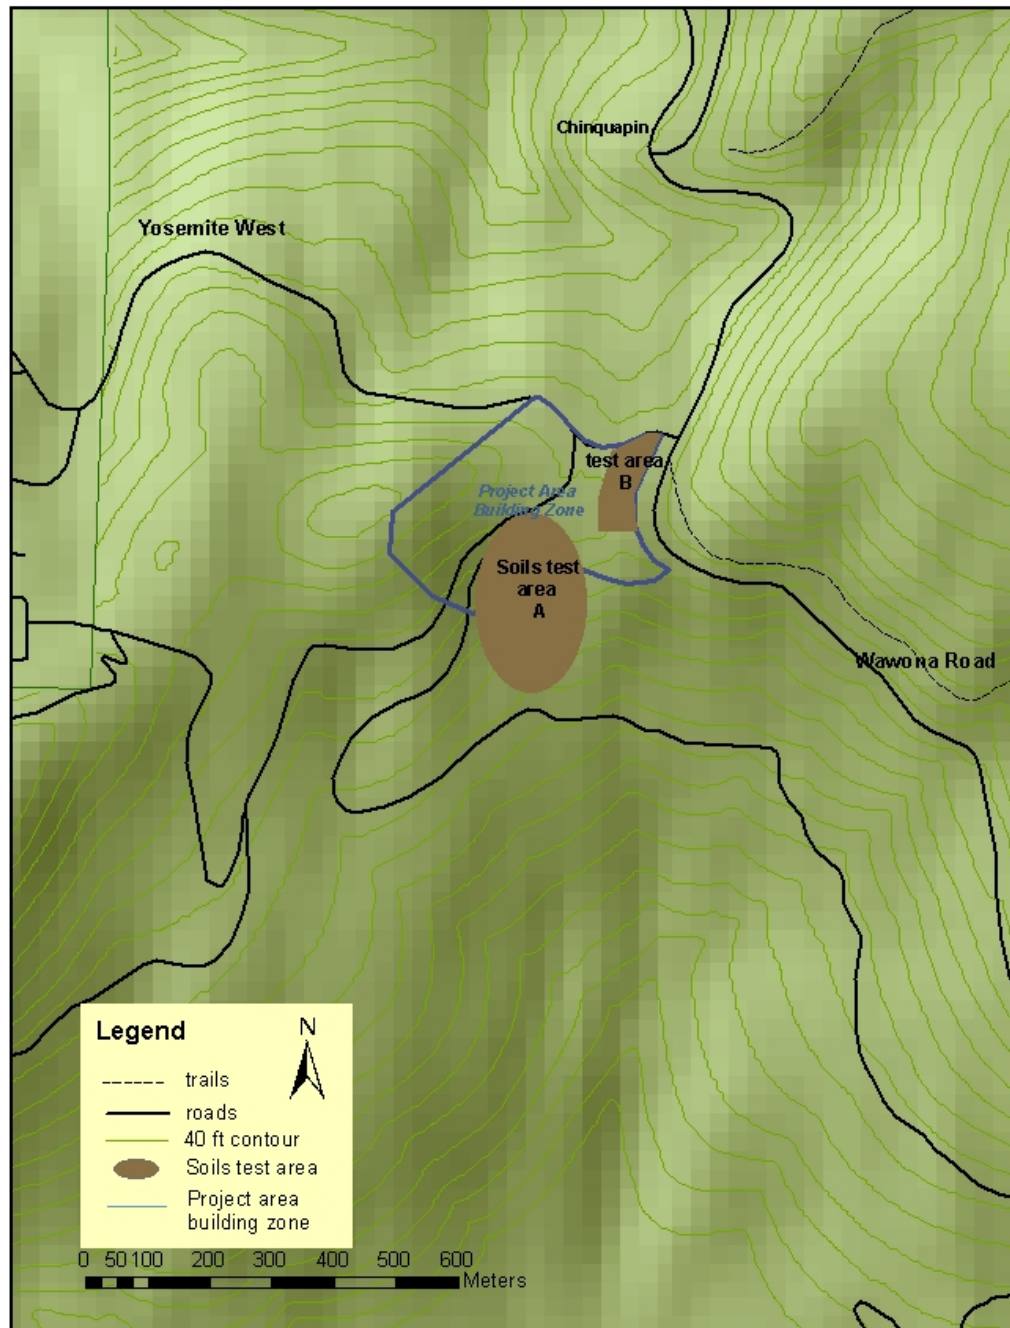 Chinquapin
Yosemite West
test area
B
Project Area
Building Zone
Soils test
area
A
Wawona Road
Legend
N
trails
roads
40 ft contour
Soils test area
Project area
building zone
0 50 100 200 300 400 500 600
Meters